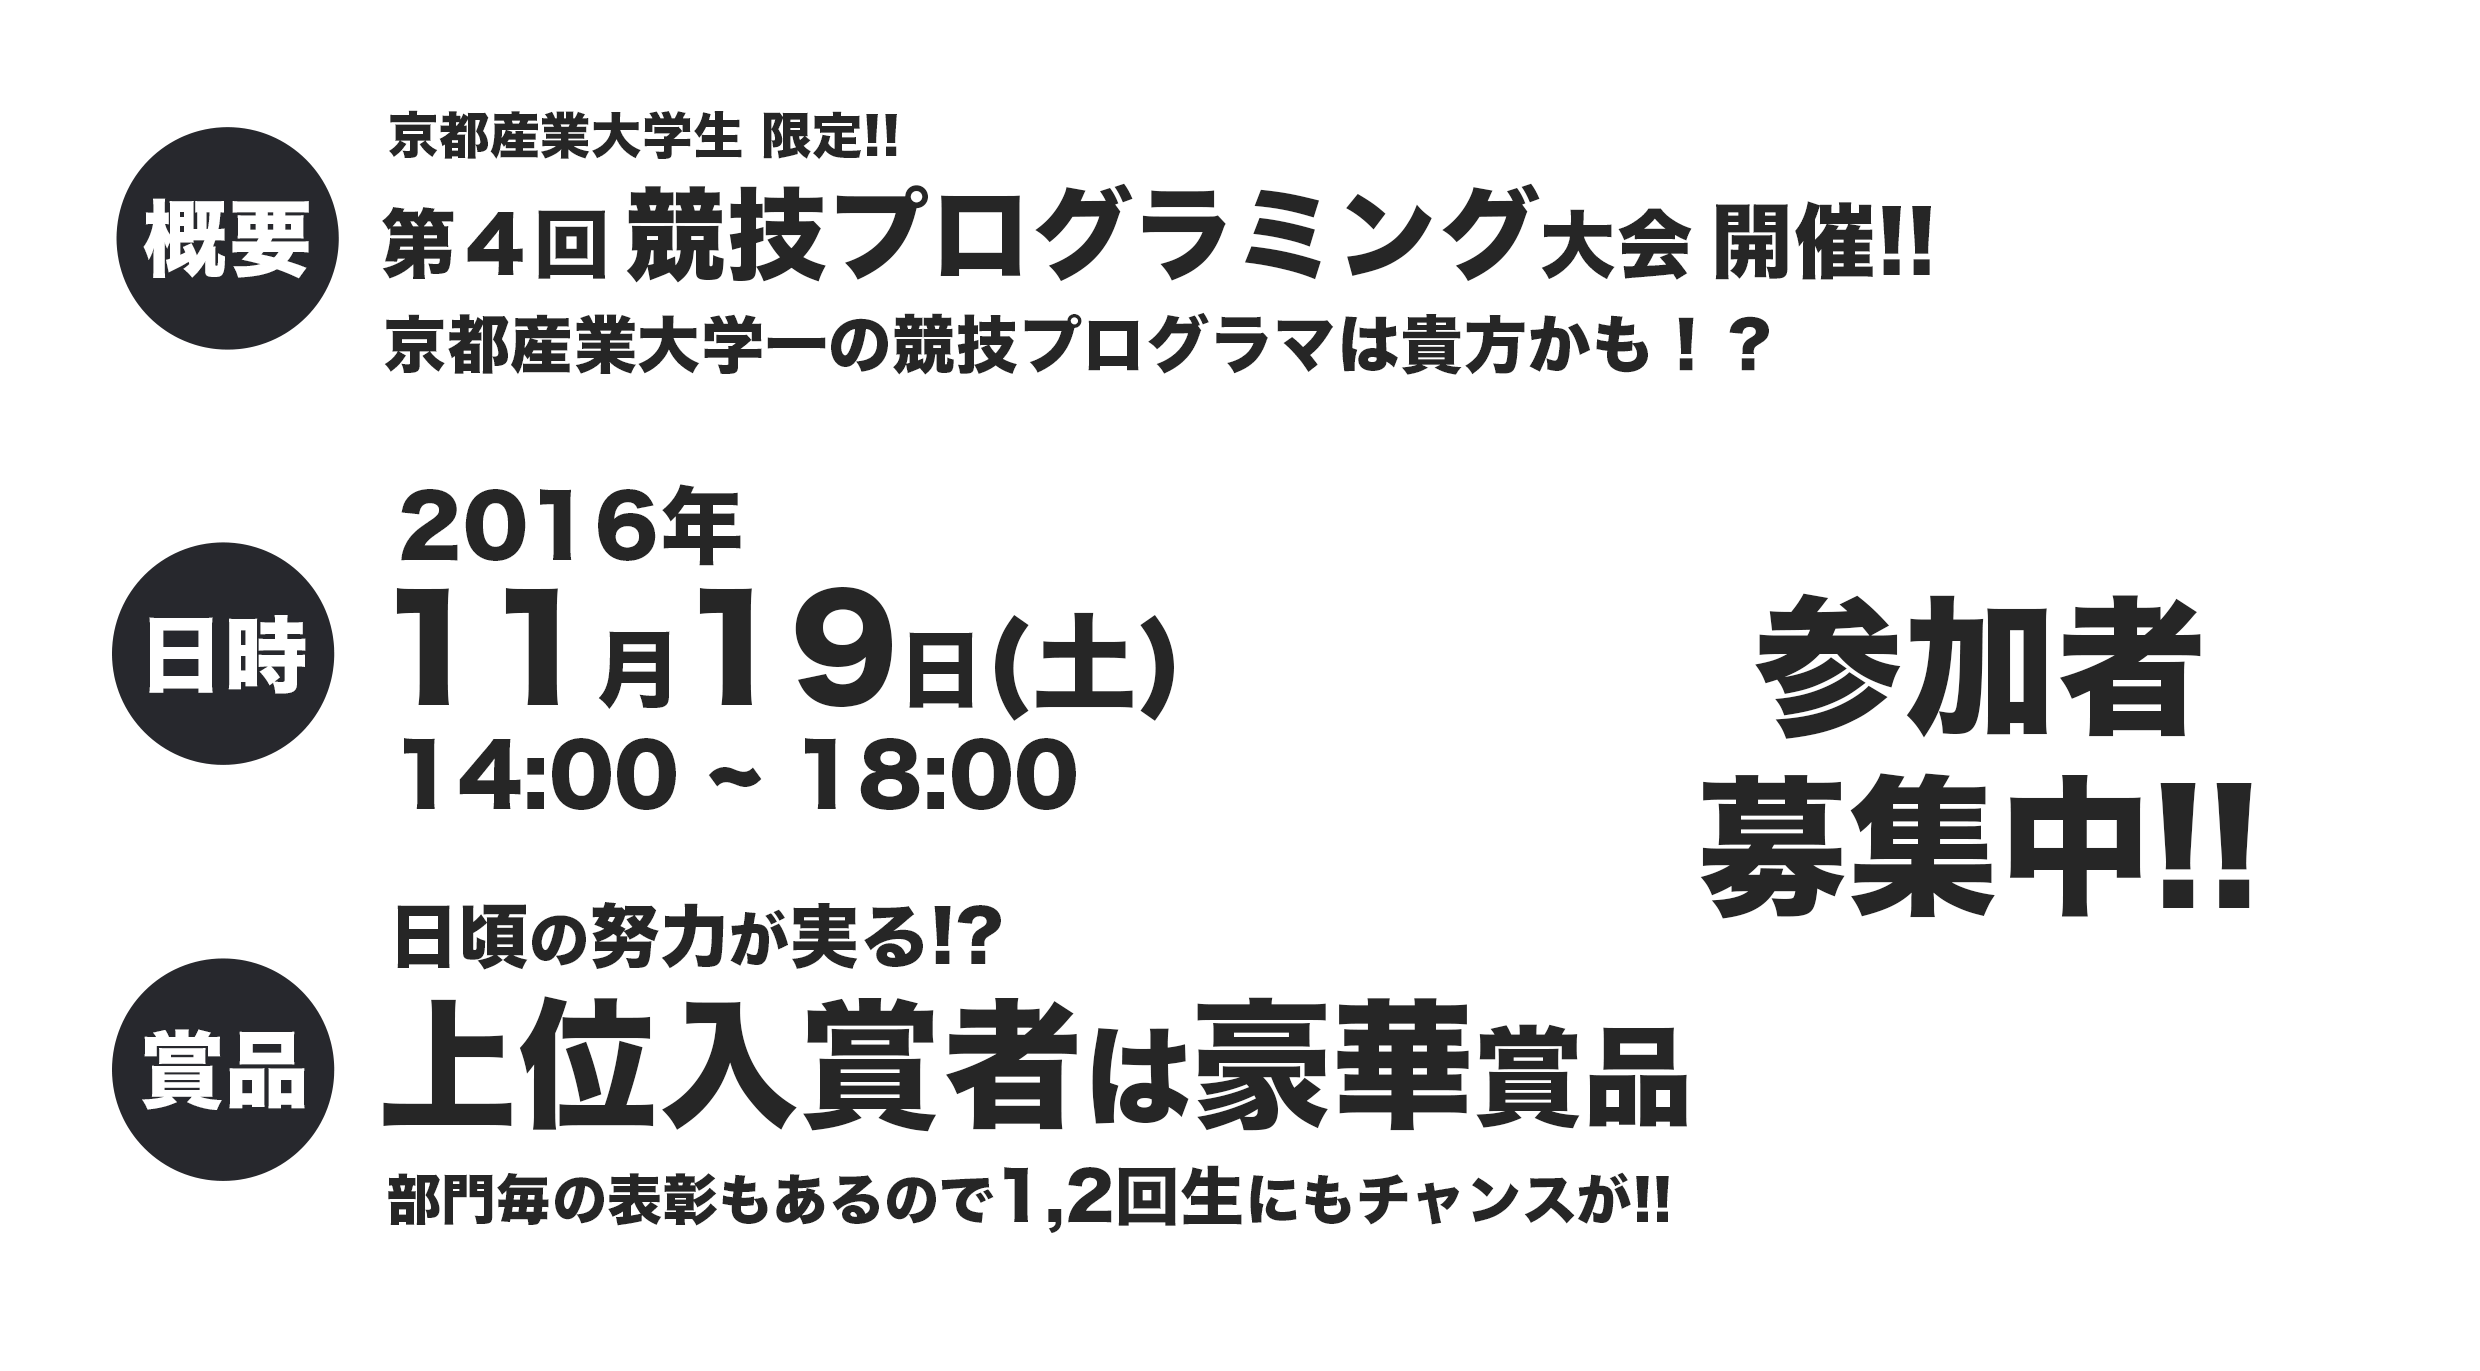 概要
京都産業大学生 限定!!
第4回 競技プログラミング大会 開催!!
京都産業大学一の競技プログラマは貴方かも！？
日時
2016年
11月19日(土)
14:00 ~ 18:00
参加者
募集中!!
賞品
日頃の努力が実る!?
上位入賞者は豪華賞品
部門毎の表彰もあるので1,2回生にもチャンスが!!